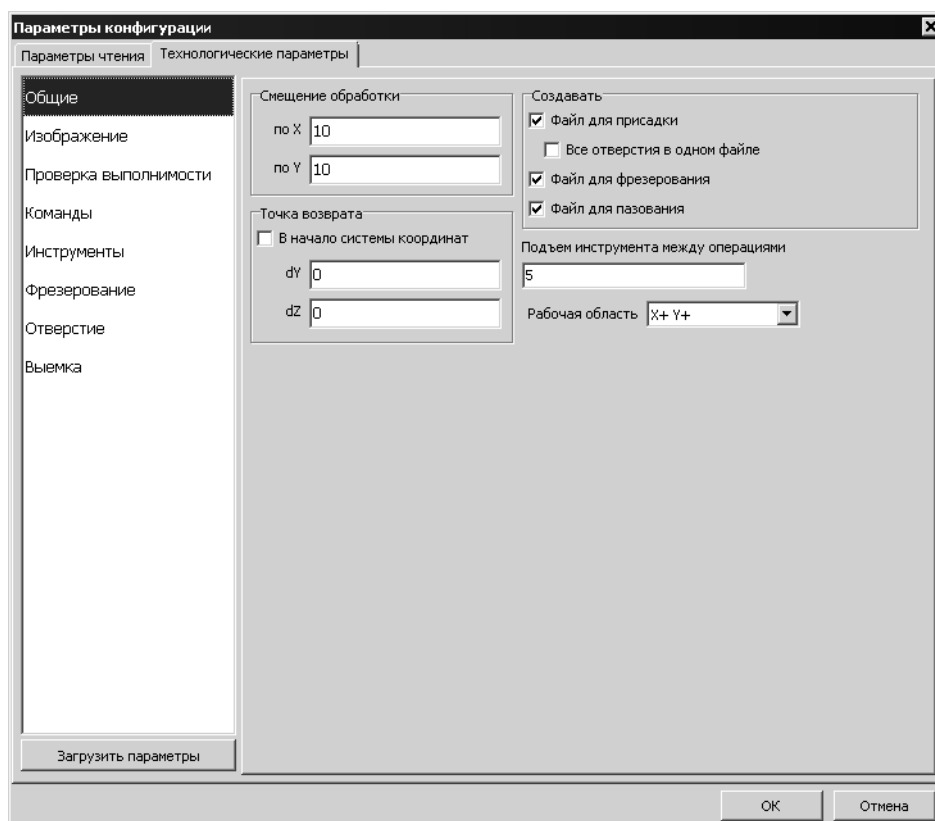 Параметры конфигурации
Параметры чтения
Технологические параметры
Общие
Изображение
Проверка выполнимости
Команды
Инструменты
Фрезерование
Отверстие
Выемка
Загрузить параметры
Смещение обработки
по X 10
по Y 10
Точка возврата
В начало системы координат
dY 0
dZ 0
Создавать
Файл для присадки
Все отверстия в одном файле
Файл для фрезерования
Файл для пазования
Подъем инструмента между операциями
5
Рабочая область X+ Y+
ОК
Отмена